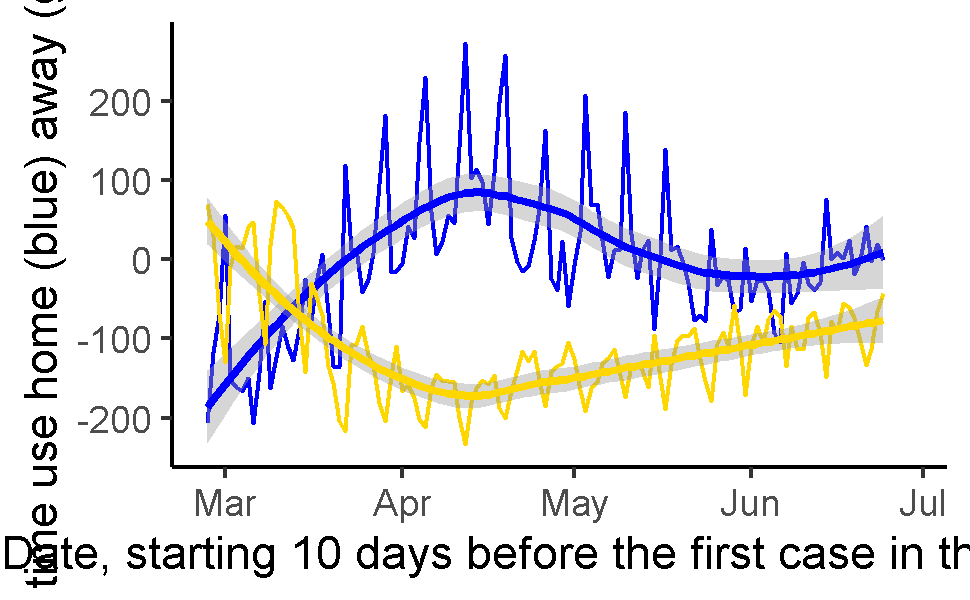 time use home (blue) away (
200
100
0
-100
-200
Mar Apr May Jun Jul
Date, starting 10 days before the first case in th